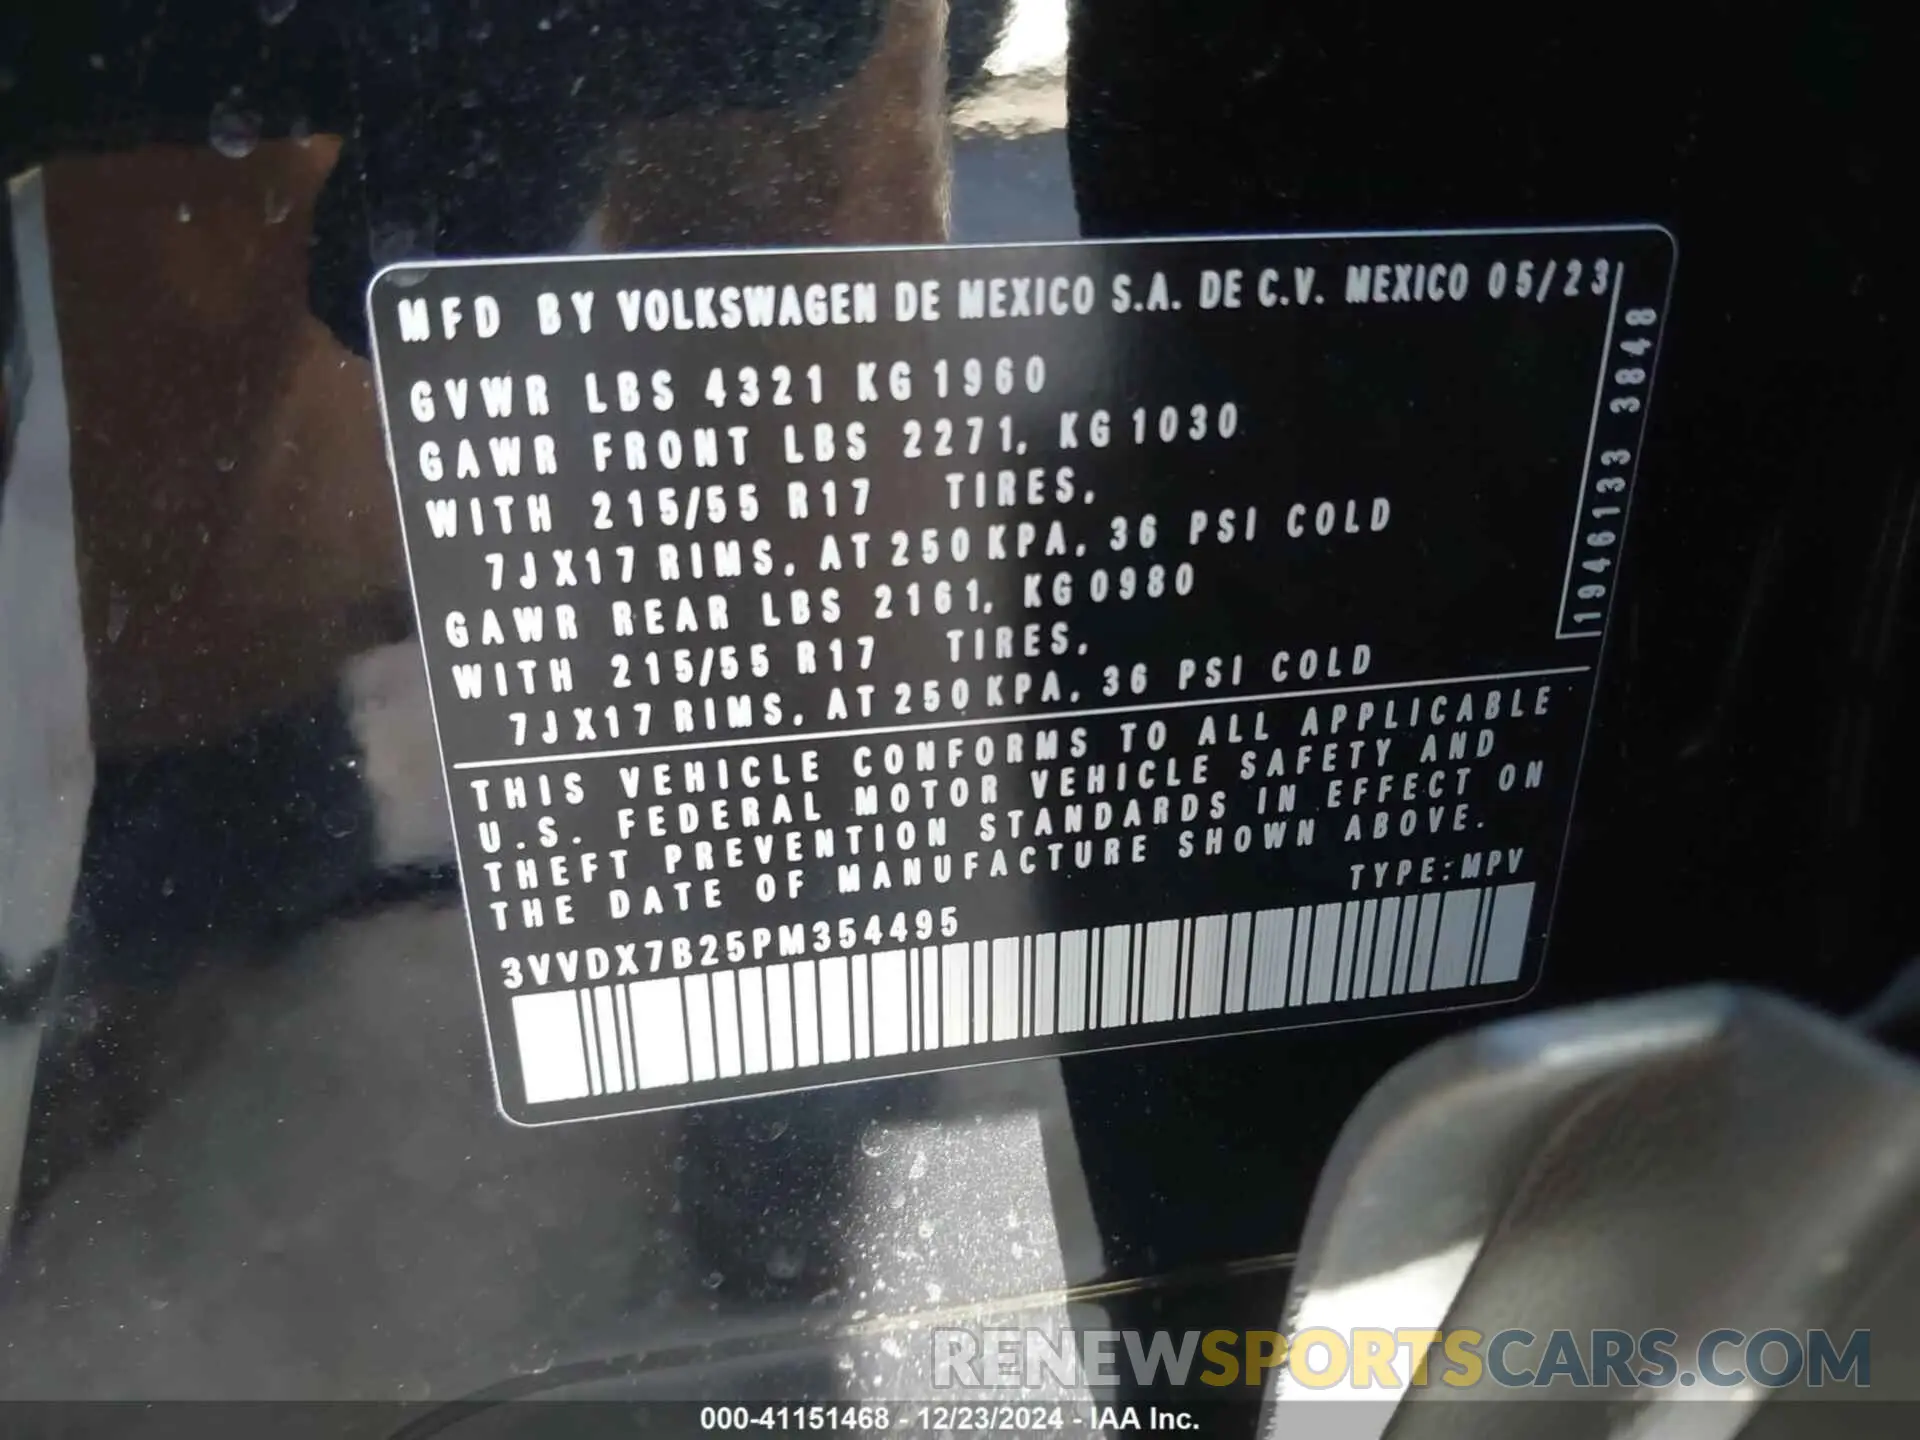 MFD BY VOLKSWAGEN DE MEXICO S.A. DE C.V. MEXICO 05/23
GVWR LBS 4321 KG 1960
GAWR FRONT LBS 2271, KG 1030
WITH 215/55 R17 TIRES,
7JX17 RIMS, AT 250 KPA, 36 PSI COLD
GAWR REAR LBS 2161, KG 0980
WITH 215/55 R17 TIRES,
7JX17 RIMS, AT 250 KPA, 36 PSI COLD
1946133 3848
THIS VEHICLE CONFORMS TO ALL APPLICABLE
U.S. FEDERAL MOTOR VEHICLE SAFETY AND
THEFT PREVENTION STANDARDS IN EFFECT ON
THE DATE OF MANUFACTURE SHOWN ABOVE.
TYPE:MPV
3VVDX7B25PM354495
RENEWSPORTSCARS.COM
000-41151468 - 12/23/2024 - IAA Inc.